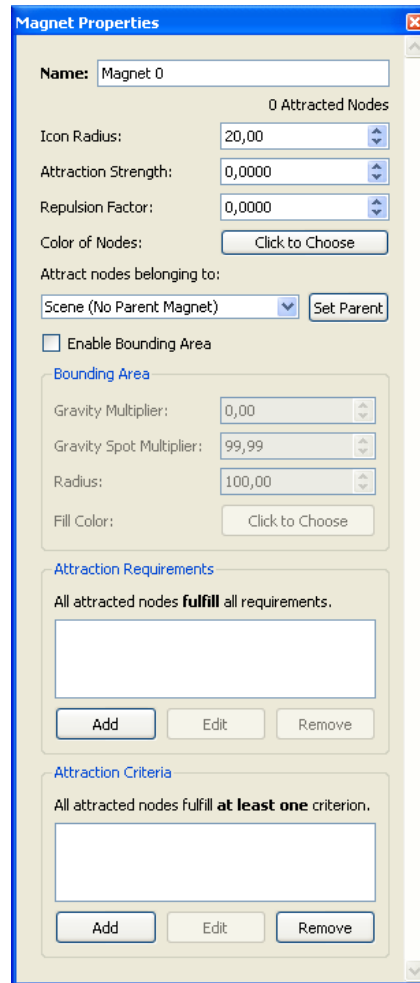 Magnet Properties
Name: Magnet 0
0 Attracted Nodes
Icon Radius: 20,00
Attraction Strength: 0,0000
Repulsion Factor: 0,0000
Color of Nodes: Click to Choose
Attract nodes belonging to:
Scene (No Parent Magnet) Set Parent
Enable Bounding Area
Bounding Area
Gravity Multiplier: 0,00
Gravity Spot Multiplier: 99,99
Radius: 100,00
Fill Color: Click to Choose
Attraction Requirements
All attracted nodes fulfill all requirements.
Add Edit Remove
Attraction Criteria
All attracted nodes fulfill at least one criterion.
Add Edit Remove